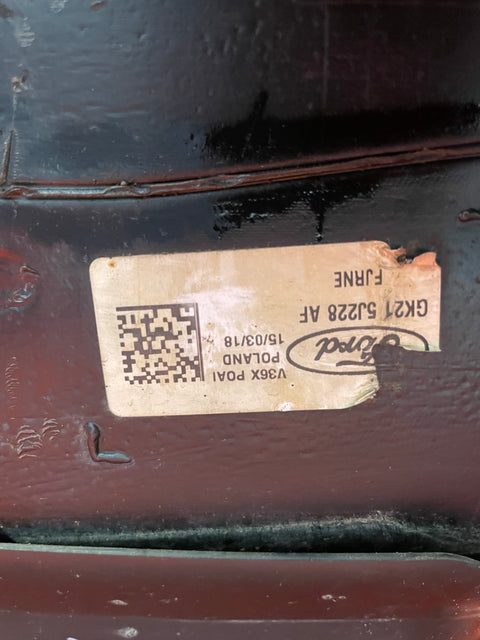 Ford
V36X POAI
POLAND
15/03/18
GK21 5J228 AF
FJRNE
L